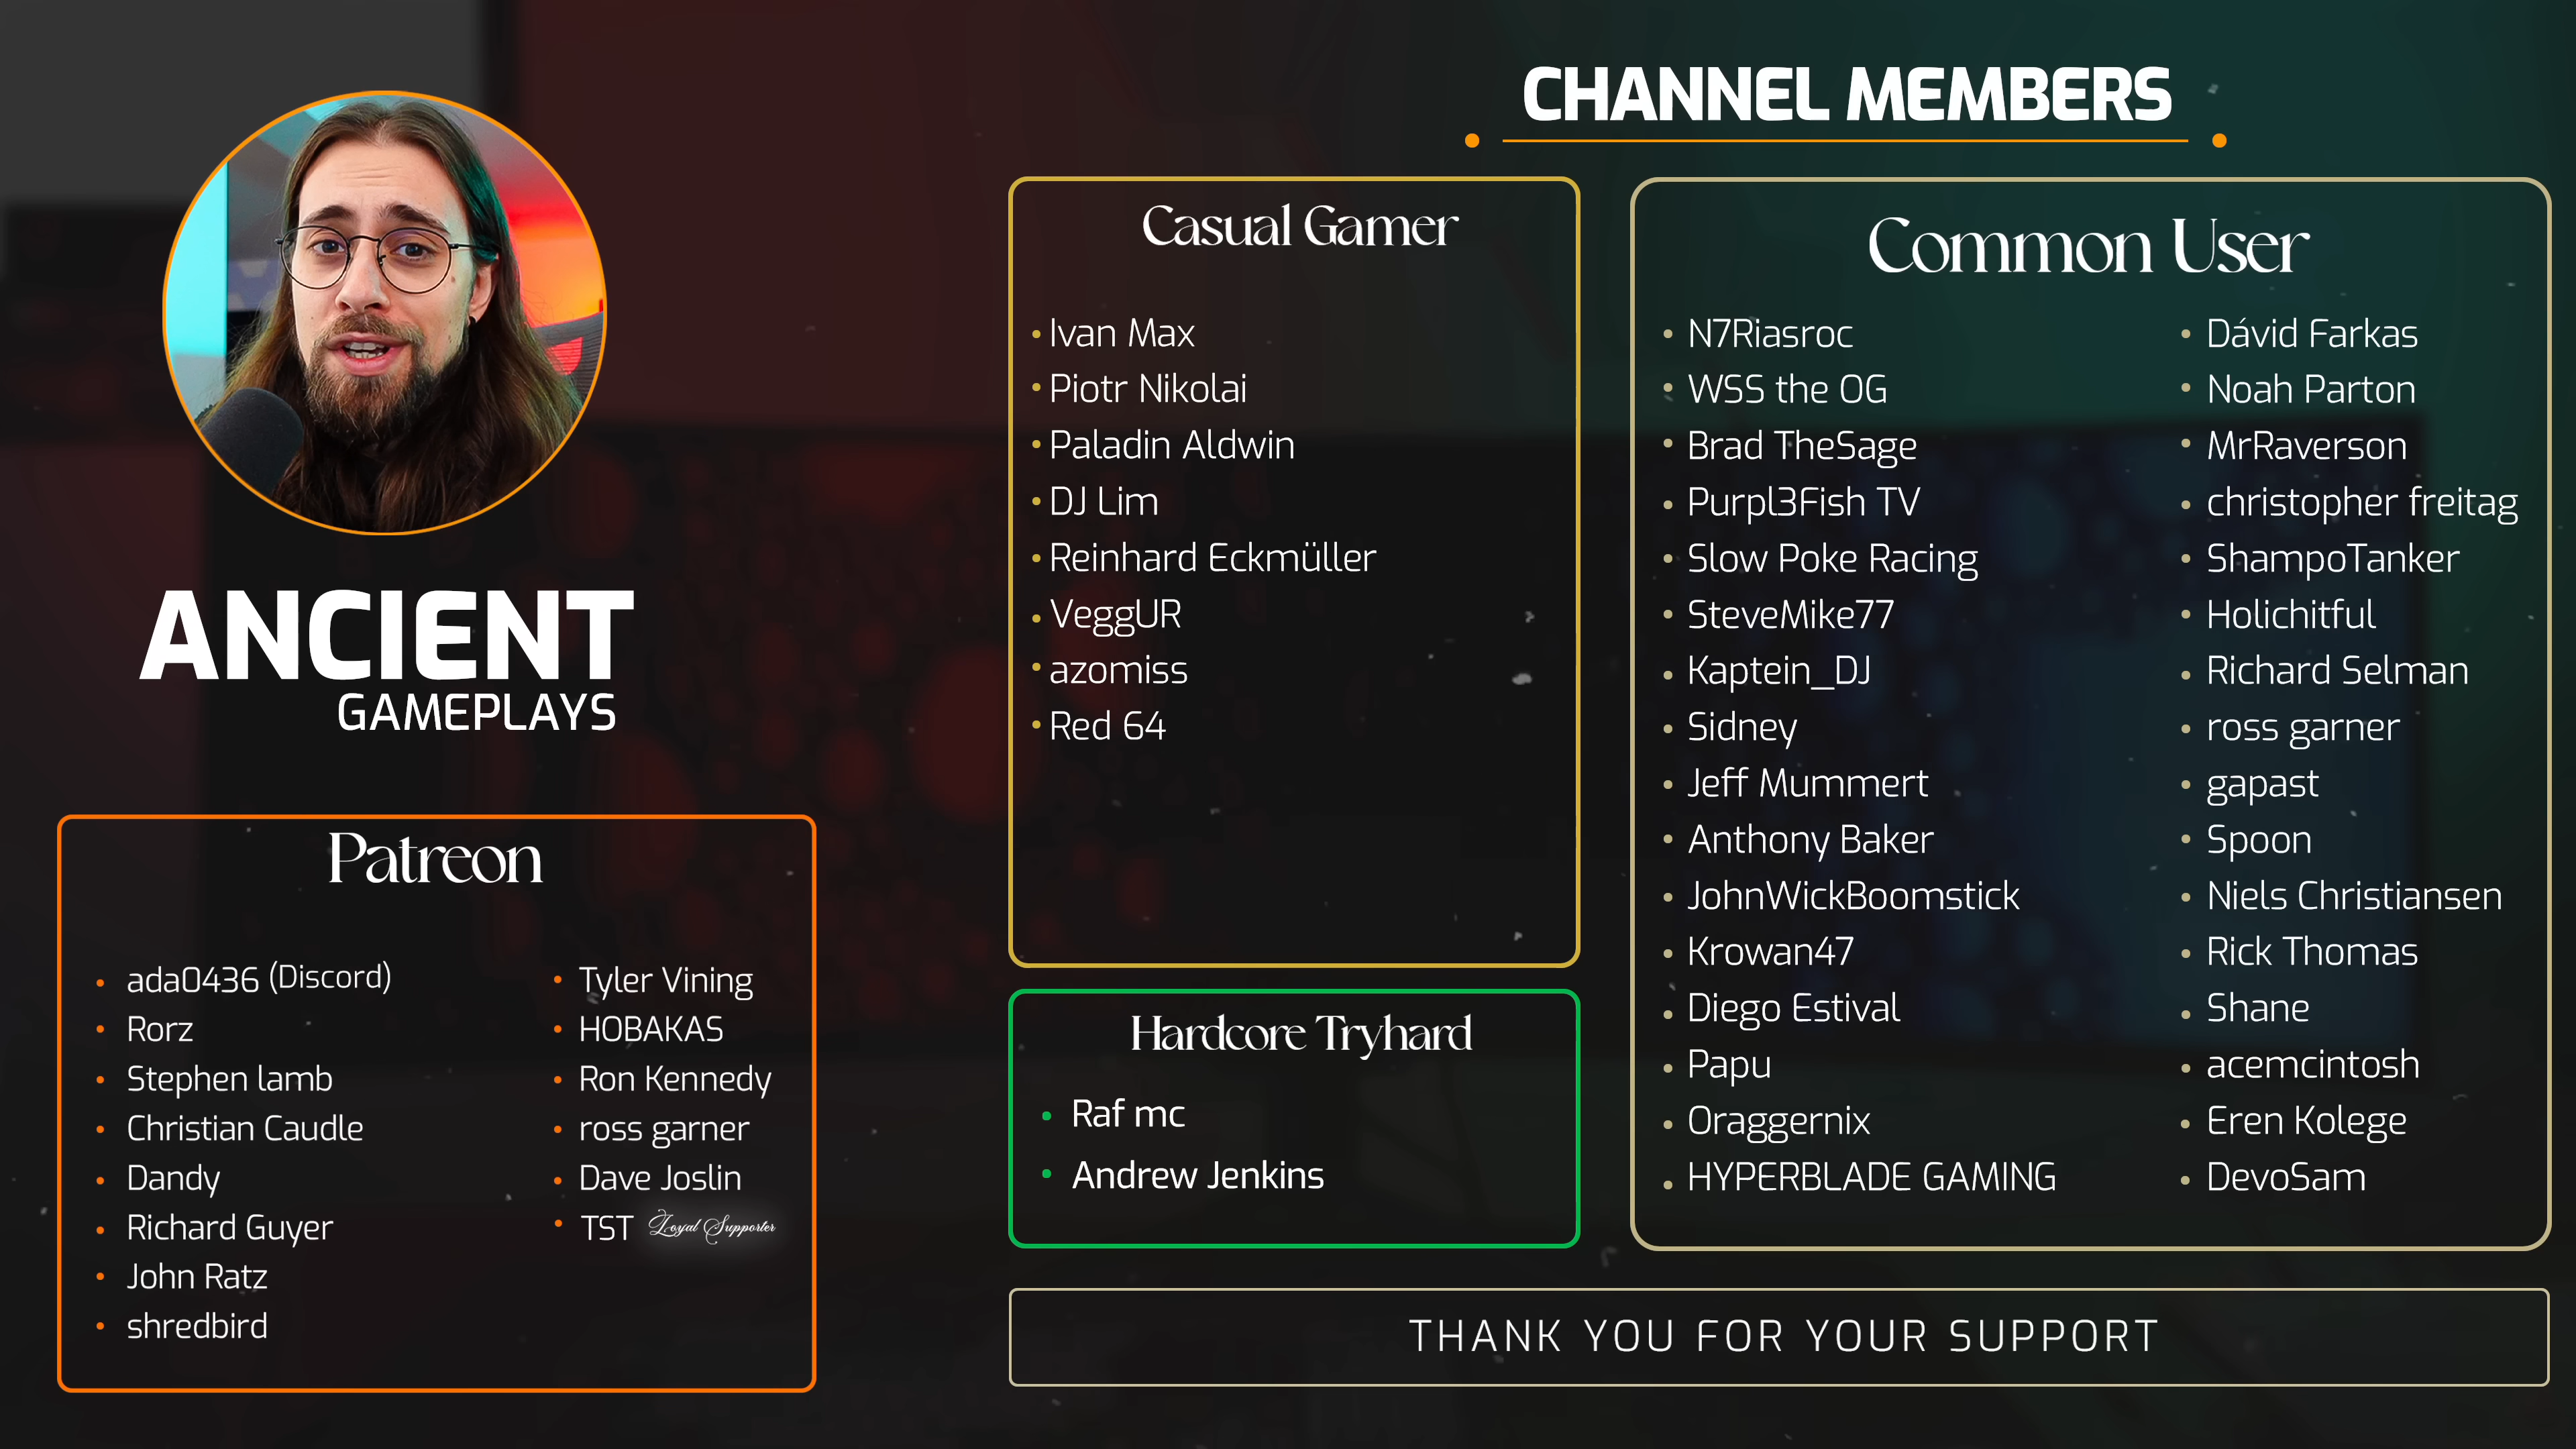 ANCIENT
GAMEPLAYS
Patreon
ada0436 (Discord)
Rorz
Stephen lamb
Christian Caudle
Dandy
Richard Guyer
John Ratz
shredbird
Tyler Vining
HOBAKAS
Ron Kennedy
ross garner
Dave Joslin
TST Loyal Supporter
CHANNEL MEMBERS
Casual Gamer
Ivan Max
Piotr Nikolai
Paladin Aldwin
DJ Lim
Reinhard Eckmüller
VeggUR
azomiss
Red 64
Hardcore Tryhard
Raf mc
Andrew Jenkins
Common User
N7Riasroc
WSS the OG
Brad TheSage
Purpl3Fish TV
Slow Poke Racing
SteveMike77
Kaptein_DJ
Sidney
Jeff Mummert
Anthony Baker
JohnWickBoomstick
Krowan47
Diego Estival
Papu
Oraggernix
HYPERBLADE GAMING
Dávid Farkas
Noah Parton
MrRaverson
christopher freitag
ShampoTanker
Holichitful
Richard Selman
ross garner
gapast
Spoon
Niels Christiansen
Rick Thomas
Shane
acemcintosh
Eren Kolege
DevoSam
THANK YOU FOR YOUR SUPPORT